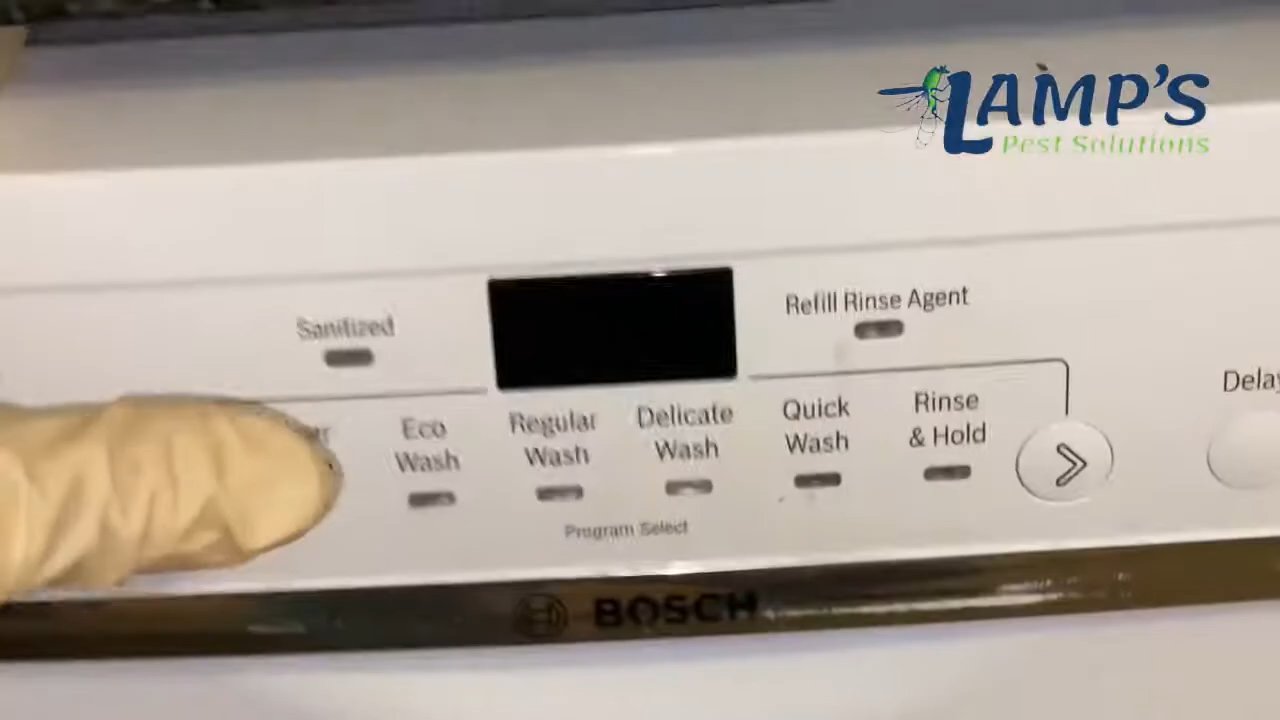 LAMP'S
Pest Solutions
Sanitized
Refill Rinse Agent
Eco
Wash
Regular
Wash
Delicate
Wash
Quick
Wash
Rinse
& Hold
Program Select
BOSCH